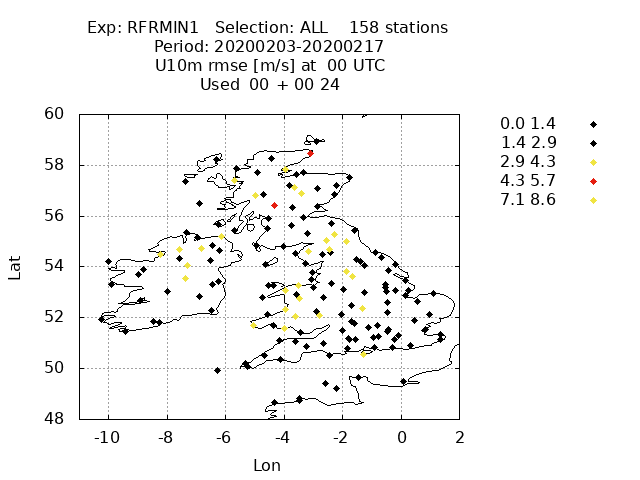 Exp: RFRMIN1 Selection: ALL 158 stations
Period: 20200203-20200217
U10m rmse [m/s] at 00 UTC
Used 00 + 00 24
60
58
56
54
52
50
48
-10 -8 -6 -4 -2 0 2
Lat
Lon
0.0 1.4
1.4 2.9
2.9 4.3
4.3 5.7
7.1 8.6